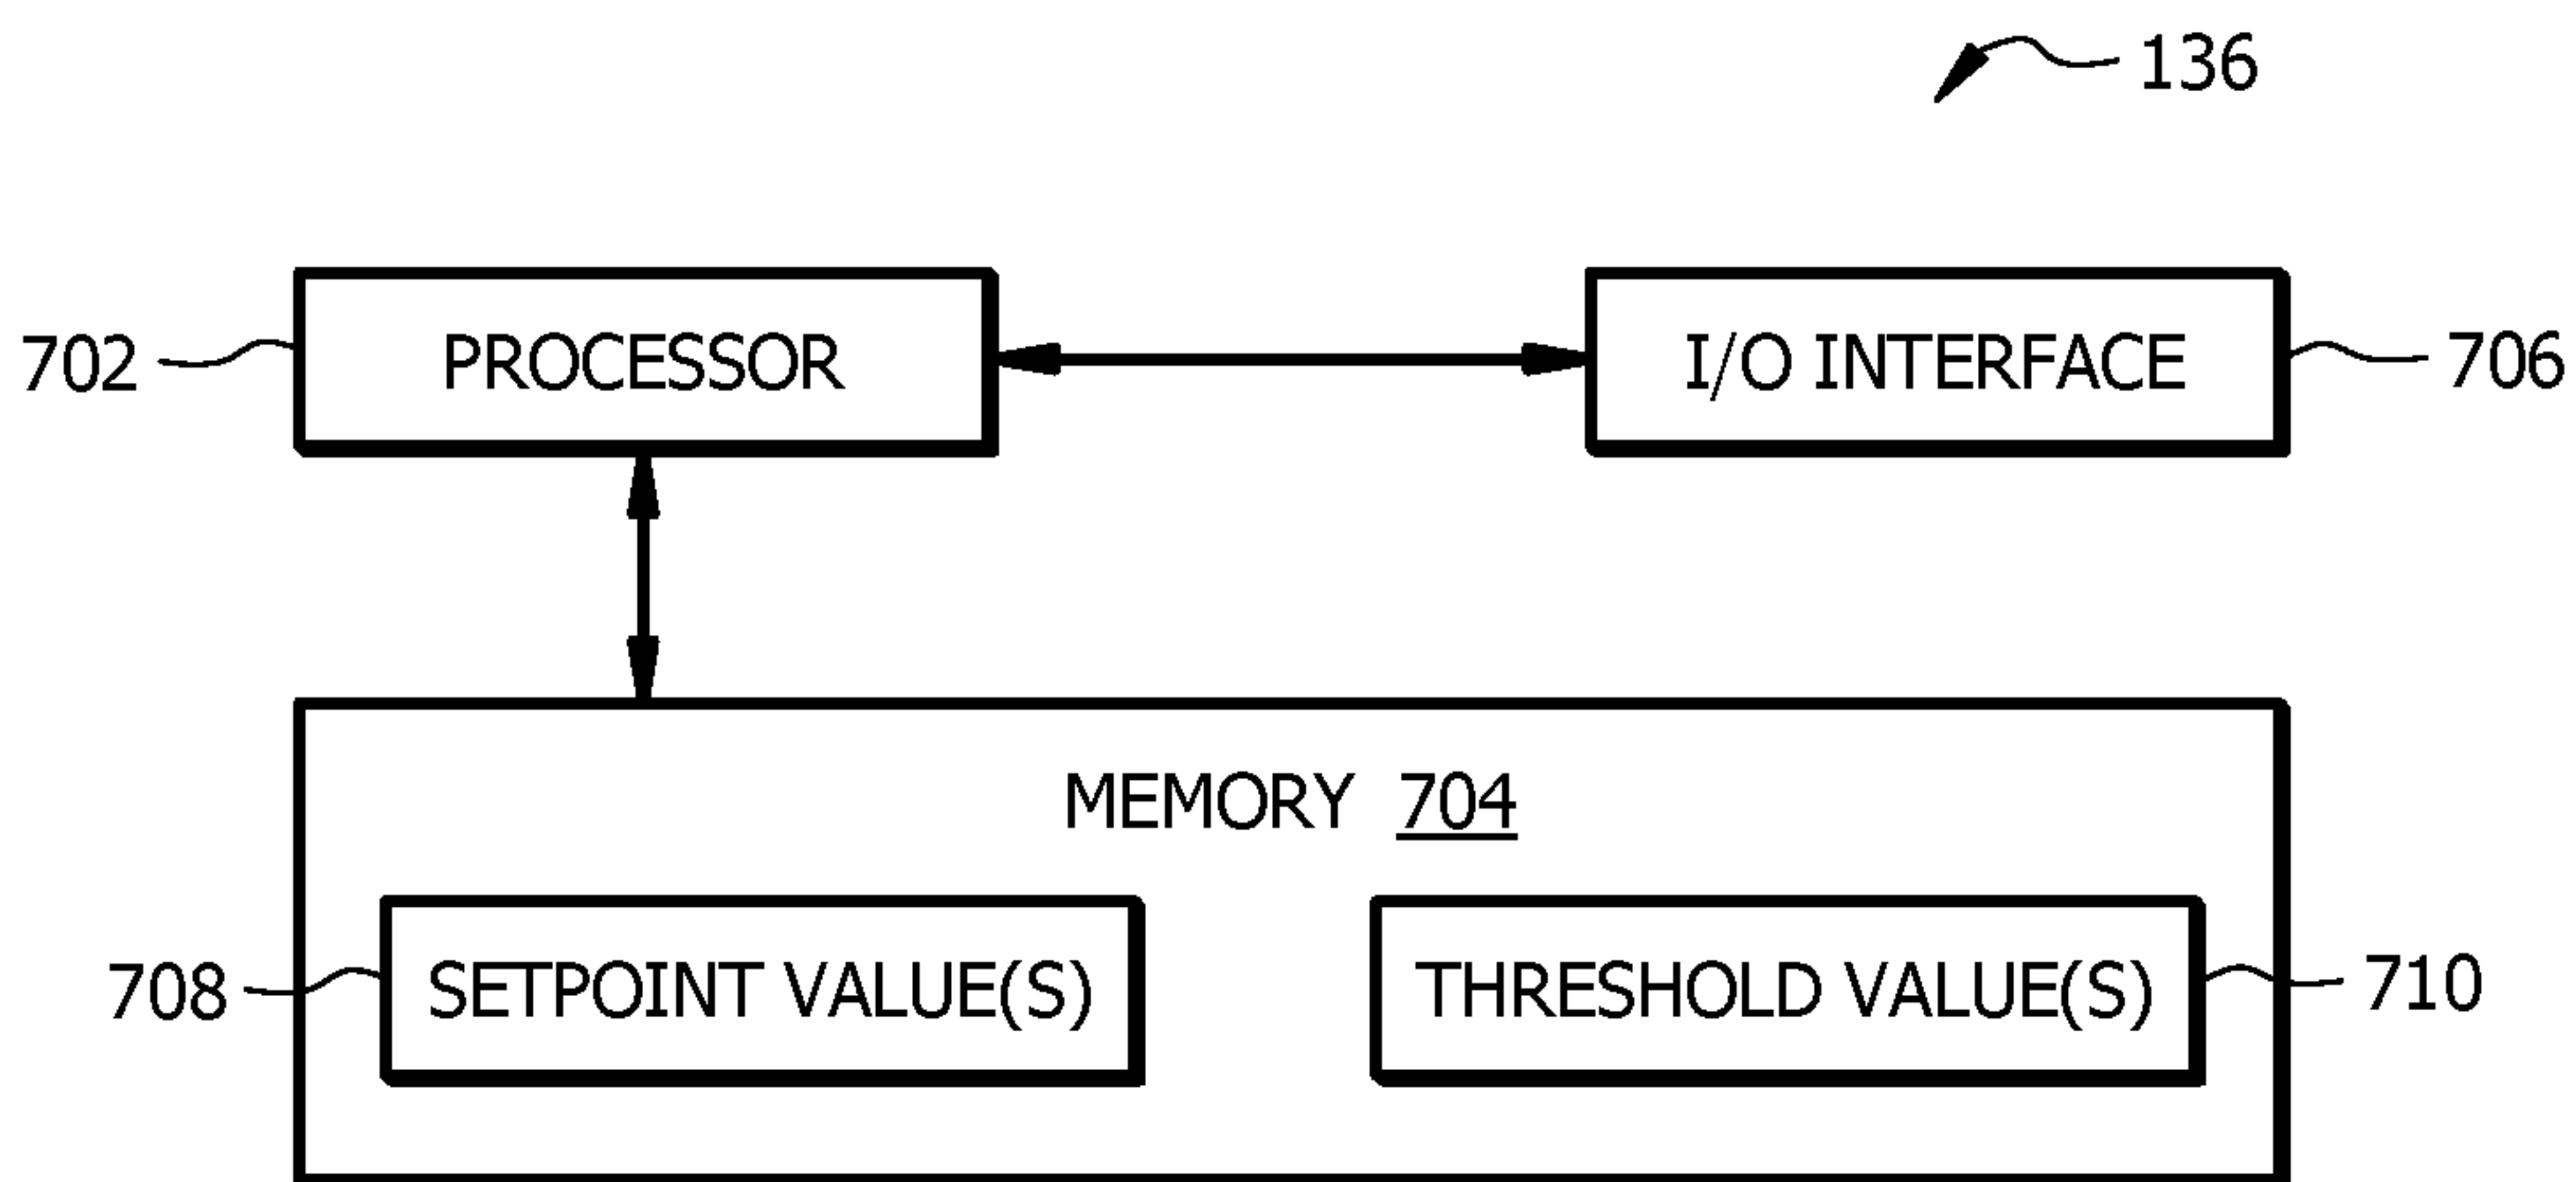 136
702 PROCESSOR I/O INTERFACE 706
MEMORY 704
708 SETPOINT VALUE(S) THRESHOLD VALUE(S) 710